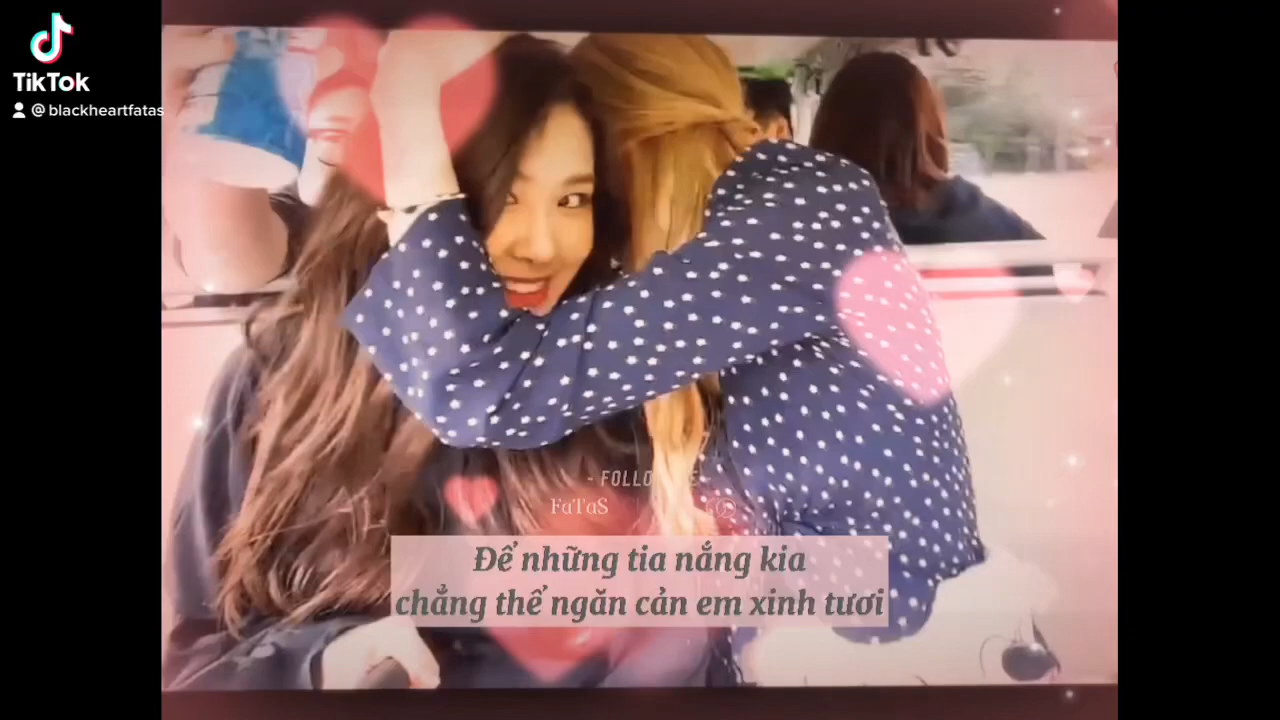 TikTok
@blackheartfatas
FaTaS
Để những tia nắng kia
chẳng thể ngăn cản em xinh tươi